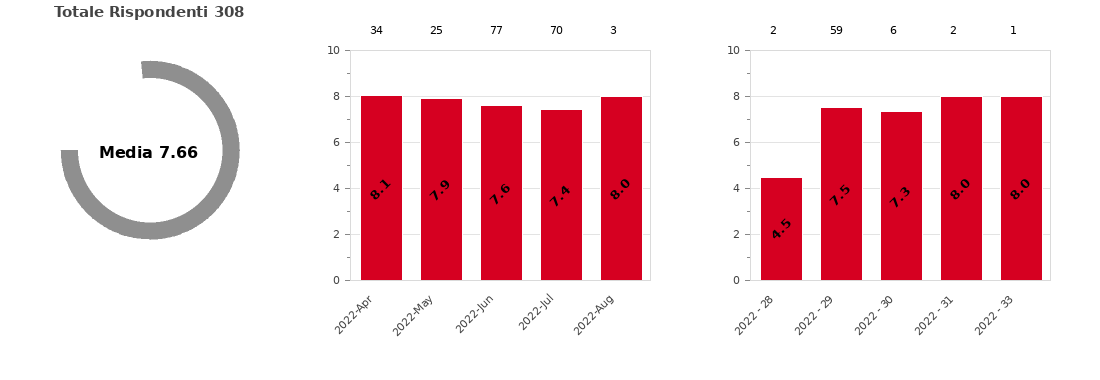 Totale Rispondenti 308
Media 7.66
34 25 77 70 3
10
8
6
4
2
0
8.1 7.9 7.6 7.4 8.0
2022-Apr 2022-May 2022-Jun 2022-Jul 2022-Aug
2 59 6 2 1
10
8
6
4
2
0
4.5 7.5 7.3 8.0 8.0
2022 - 28 2022 - 29 2022 - 30 2022 - 31 2022 - 33